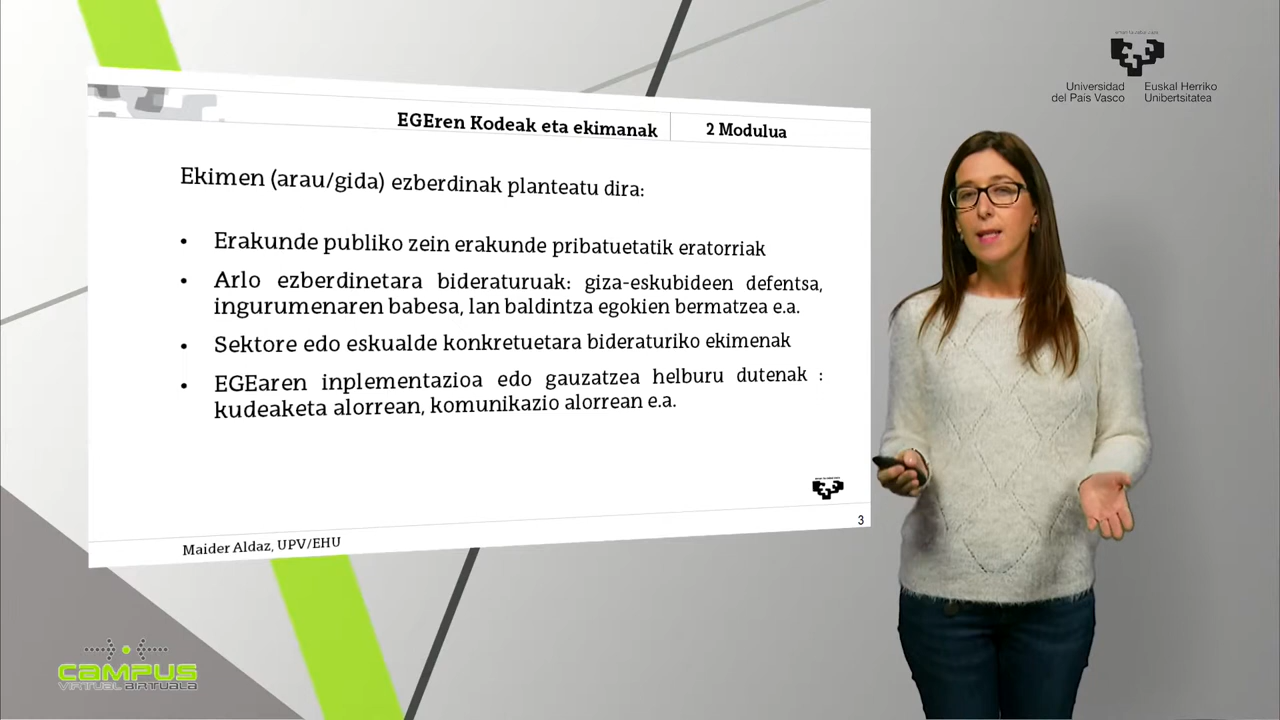 Universidad
del País Vasco
Euskal Herriko
Unibertsitatea
EGEren Kodeak eta ekimanak
2 Modulua
Ekimen (arau/gida) ezberdinak planteatu dira:
• Erakunde publiko zein erakunde pribatuetatik eratorriak
• Arlo ezberdinetara bideraturuak: giza-eskubideen defentsa,
ingurumenaren babesa, lan baldintza egokien bermatzea e.a.
• Sektore edo eskualde konkretuetara bideraturiko ekimenak
• EGEaren inplementazioa edo gauzatzea helburu dutenak :
kudeaketa alorrean, komunikazio alorrean e.a.
3
Maider Aldaz, UPV/EHU
CAMPUS
VIRTUAL BIRTUALA